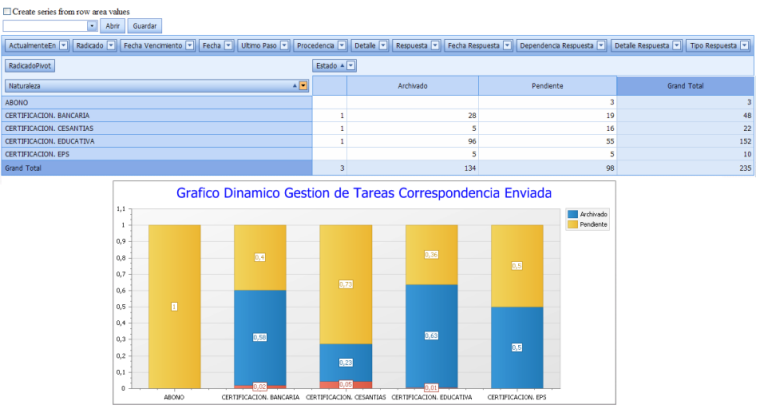 Create series from row area values
Abrir Guardar
ActualmenteEn Radicado Fecha Vencimiento Fecha Ultimo Paso Procedencia Detalle Respuesta Fecha Respuesta Dependencia Respuesta Detalle Respuesta Tipo Respuesta
RadicadoPivot Estado
Naturaleza Archivado Pendiente Grand Total
ABONO 3 3
CERTIFICACION. BANCARIA 1 28 19 48
CERTIFICACION. CESANTIAS 1 5 16 22
CERTIFICACION. EDUCATIVA 1 96 55 152
CERTIFICACION. EPS 5 5 10
Grand Total 3 134 98 235
Grafico Dinamico Gestion de Tareas Correspondencia Enviada
1,1
1
0,9
0,8
0,7
0,6
0,5
0,4
0,3
0,2
0,1
0
1
0,4
0,58
0,02
0,73
0,23
0,05
0,36
0,63
0,01
0,5
0,5
ABONO CERTIFICACION. BANCARIA CERTIFICACION. CESANTIAS CERTIFICACION. EDUCATIVA CERTIFICACION. EPS
Archivado
Pendiente